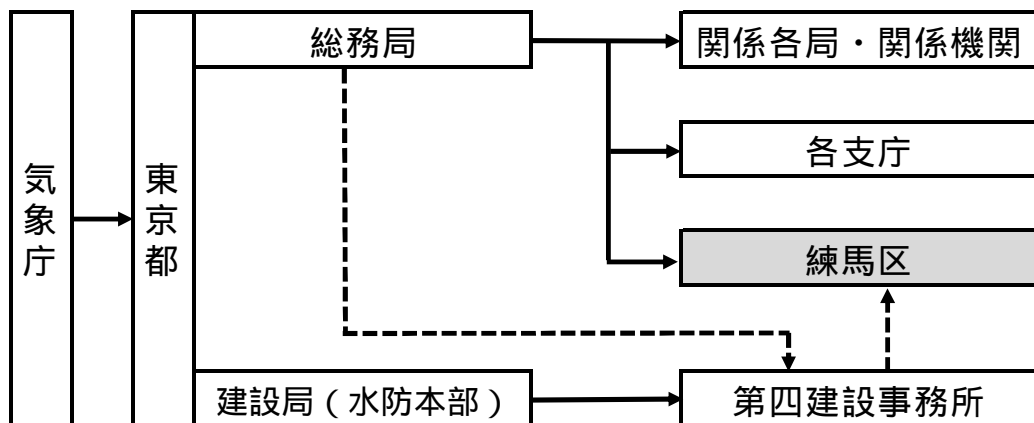 気象庁
東京都
総務局
関係各局・関係機関
各支庁
練馬区
建設局（水防本部）
第四建設事務所